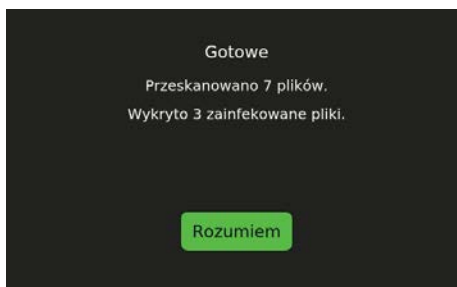 Gotowe
Przeskanowano 7 plików.
Wykryto 3 zainfekowane pliki.
Rozumiem